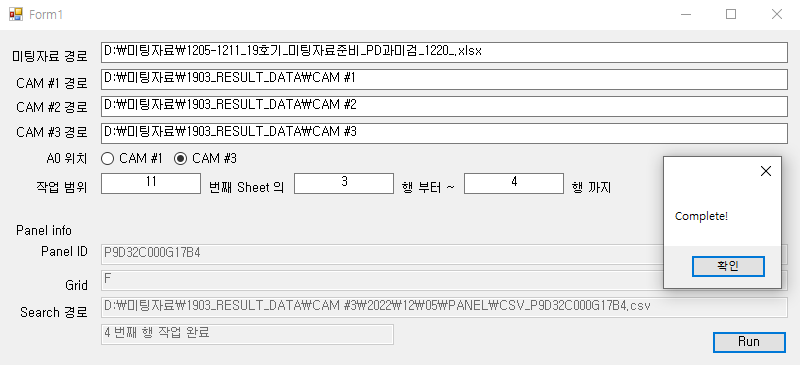 Form1
미팅자료 경로 D:₩미팅자료₩1205-1211_19호기_미팅자료준비_PD과미검_1220_.xlsx
CAM #1 경로 D:₩미팅자료₩1903_RESULT_DATA₩CAM #1
CAM #2 경로 D:₩미팅자료₩1903_RESULT_DATA₩CAM #2
CAM #3 경로 D:₩미팅자료₩1903_RESULT_DATA₩CAM #3
A0 위치 CAM #1 CAM #3
작업 범위 11 번째 Sheet 의 3 행 부터 ~ 4 행 까지
Complete!
확인
Panel info
Panel ID P9D32C000G17B4
Grid F
Search 경로 D:₩미팅자료₩1903_RESULT_DATA₩CAM #3₩2022₩12₩05₩PANEL₩CSV_P9D32C000G17B4.csv
4 번째 행 작업 완료
Run